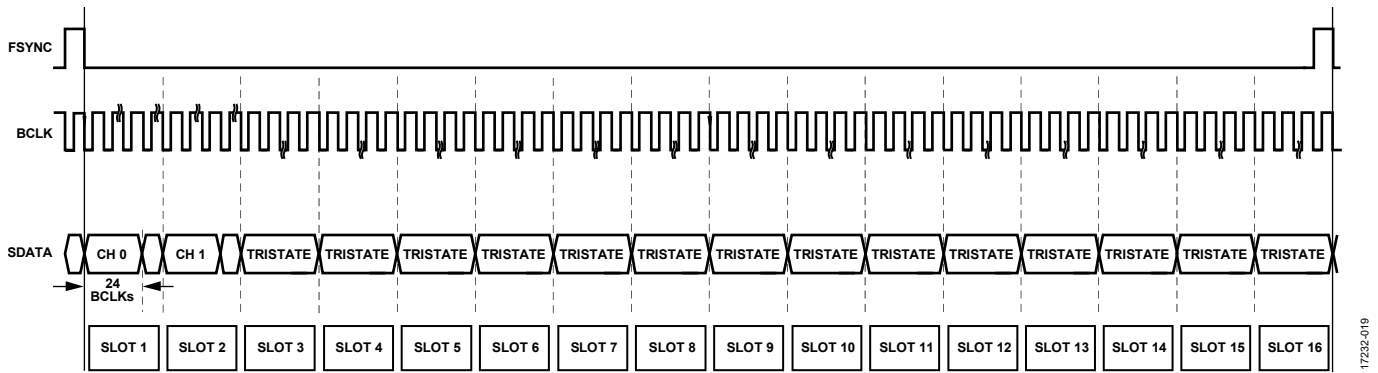 FSYNC
BCLK
SDATA
CH 0
CH 1
TRISTATE
TRISTATE
TRISTATE
TRISTATE
TRISTATE
TRISTATE
TRISTATE
TRISTATE
TRISTATE
TRISTATE
TRISTATE
TRISTATE
TRISTATE
TRISTATE
24
BCLKs
SLOT 1
SLOT 2
SLOT 3
SLOT 4
SLOT 5
SLOT 6
SLOT 7
SLOT 8
SLOT 9
SLOT 10
SLOT 11
SLOT 12
SLOT 13
SLOT 14
SLOT 15
SLOT 16
17232-019